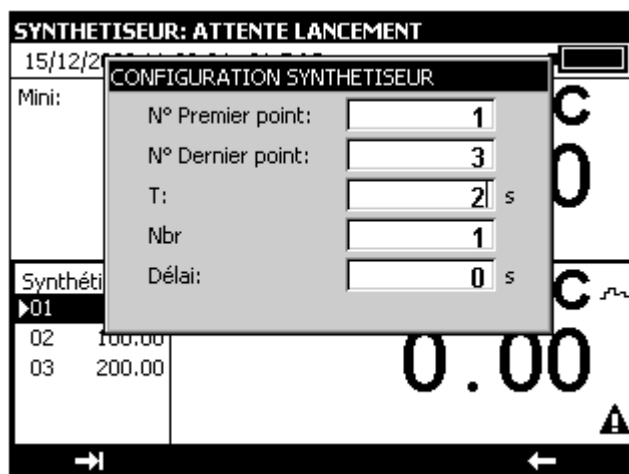 SYNTHETISEUR: ATTENTE LANCEMENT
15/12/2
CONFIGURATION SYNTHETISEUR
Mini:
C
0
N° Premier point: 1
N° Dernier point: 3
T: 2 s
Nbr 1
Délai: 0 s
Synthéti
C
01
02 100.00
03 200.00
0.00